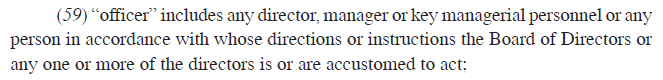 (59) “officer” includes any director, manager or key managerial personnel or any
person in accordance with whose directions or instructions the Board of Directors or
any one or more of the directors is or are accustomed to act;